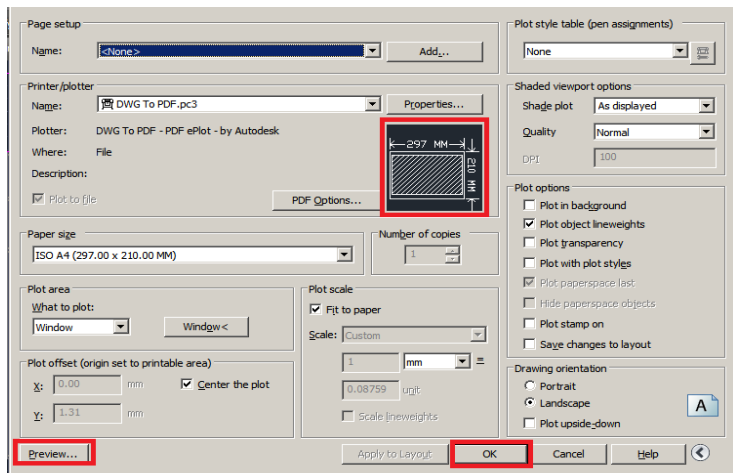 Page setup
Name: <None> Add...
Printer/plotter
Name: DWG To PDF.pc3 Properties...
Plotter: DWG To PDF - PDF ePlot - by Autodesk
Where: File
Description:
Plot to file PDF Options...
297 MM
210 MM
Paper size
ISO A4 (297.00 x 210.00 MM)
Number of copies
1
Plot area
What to plot:
Window Window<
Plot offset (origin set to printable area)
X: 0.00 mm Center the plot
Y: 1.31 mm
Plot scale
Fit to paper
Scale: Custom
1 mm =
0.08759 unit
Scale lineweights
Plot style table (pen assignments)
None
Shaded viewport options
Shade plot As displayed
Quality Normal
DPI 100
Plot options
Plot in background
Plot object lineweights
Plot transparency
Plot with plot styles
Plot paperspace last
Hide paperspace objects
Plot stamp on
Save changes to layout
Drawing orientation
Portrait
Landscape
Plot upside-down
A
Preview... Apply to Layout OK Cancel Help